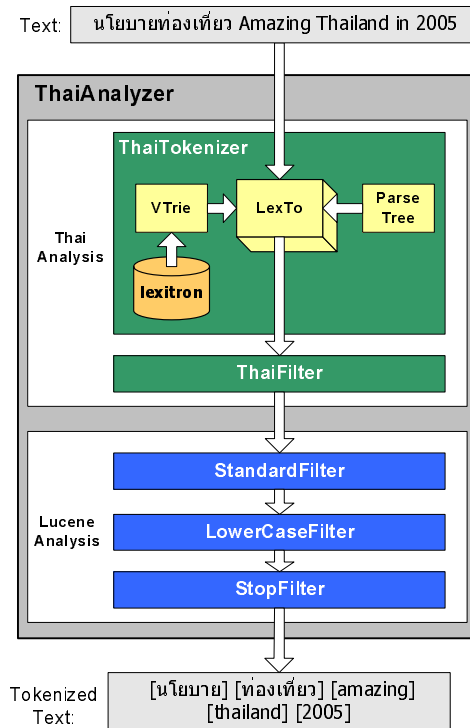 Text:
นโยบายท่องเที่ยว Amazing Thailand in 2005
ThaiAnalyzer
ThaiTokenizer
VTrie
LexTo
Parse
Tree
Thai
Analysis
lexitron
ThaiFilter
StandardFilter
Lucene
Analysis
LowerCaseFilter
StopFilter
Tokenized
Text:
[นโยบาย] [ท่องเที่ยว] [amazing]
[thailand] [2005]